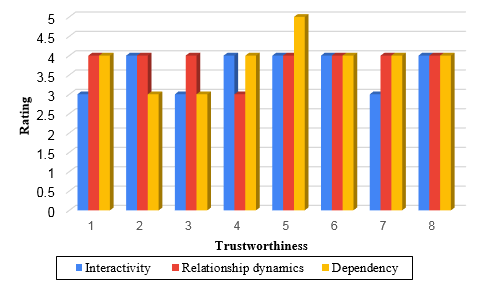 5
4.5
4
3.5
3
2.5
2
1.5
1
0.5
0
Rating
1 2 3 4 5 6 7 8
Trustworthiness
Interactivity Relationship dynamics Dependency